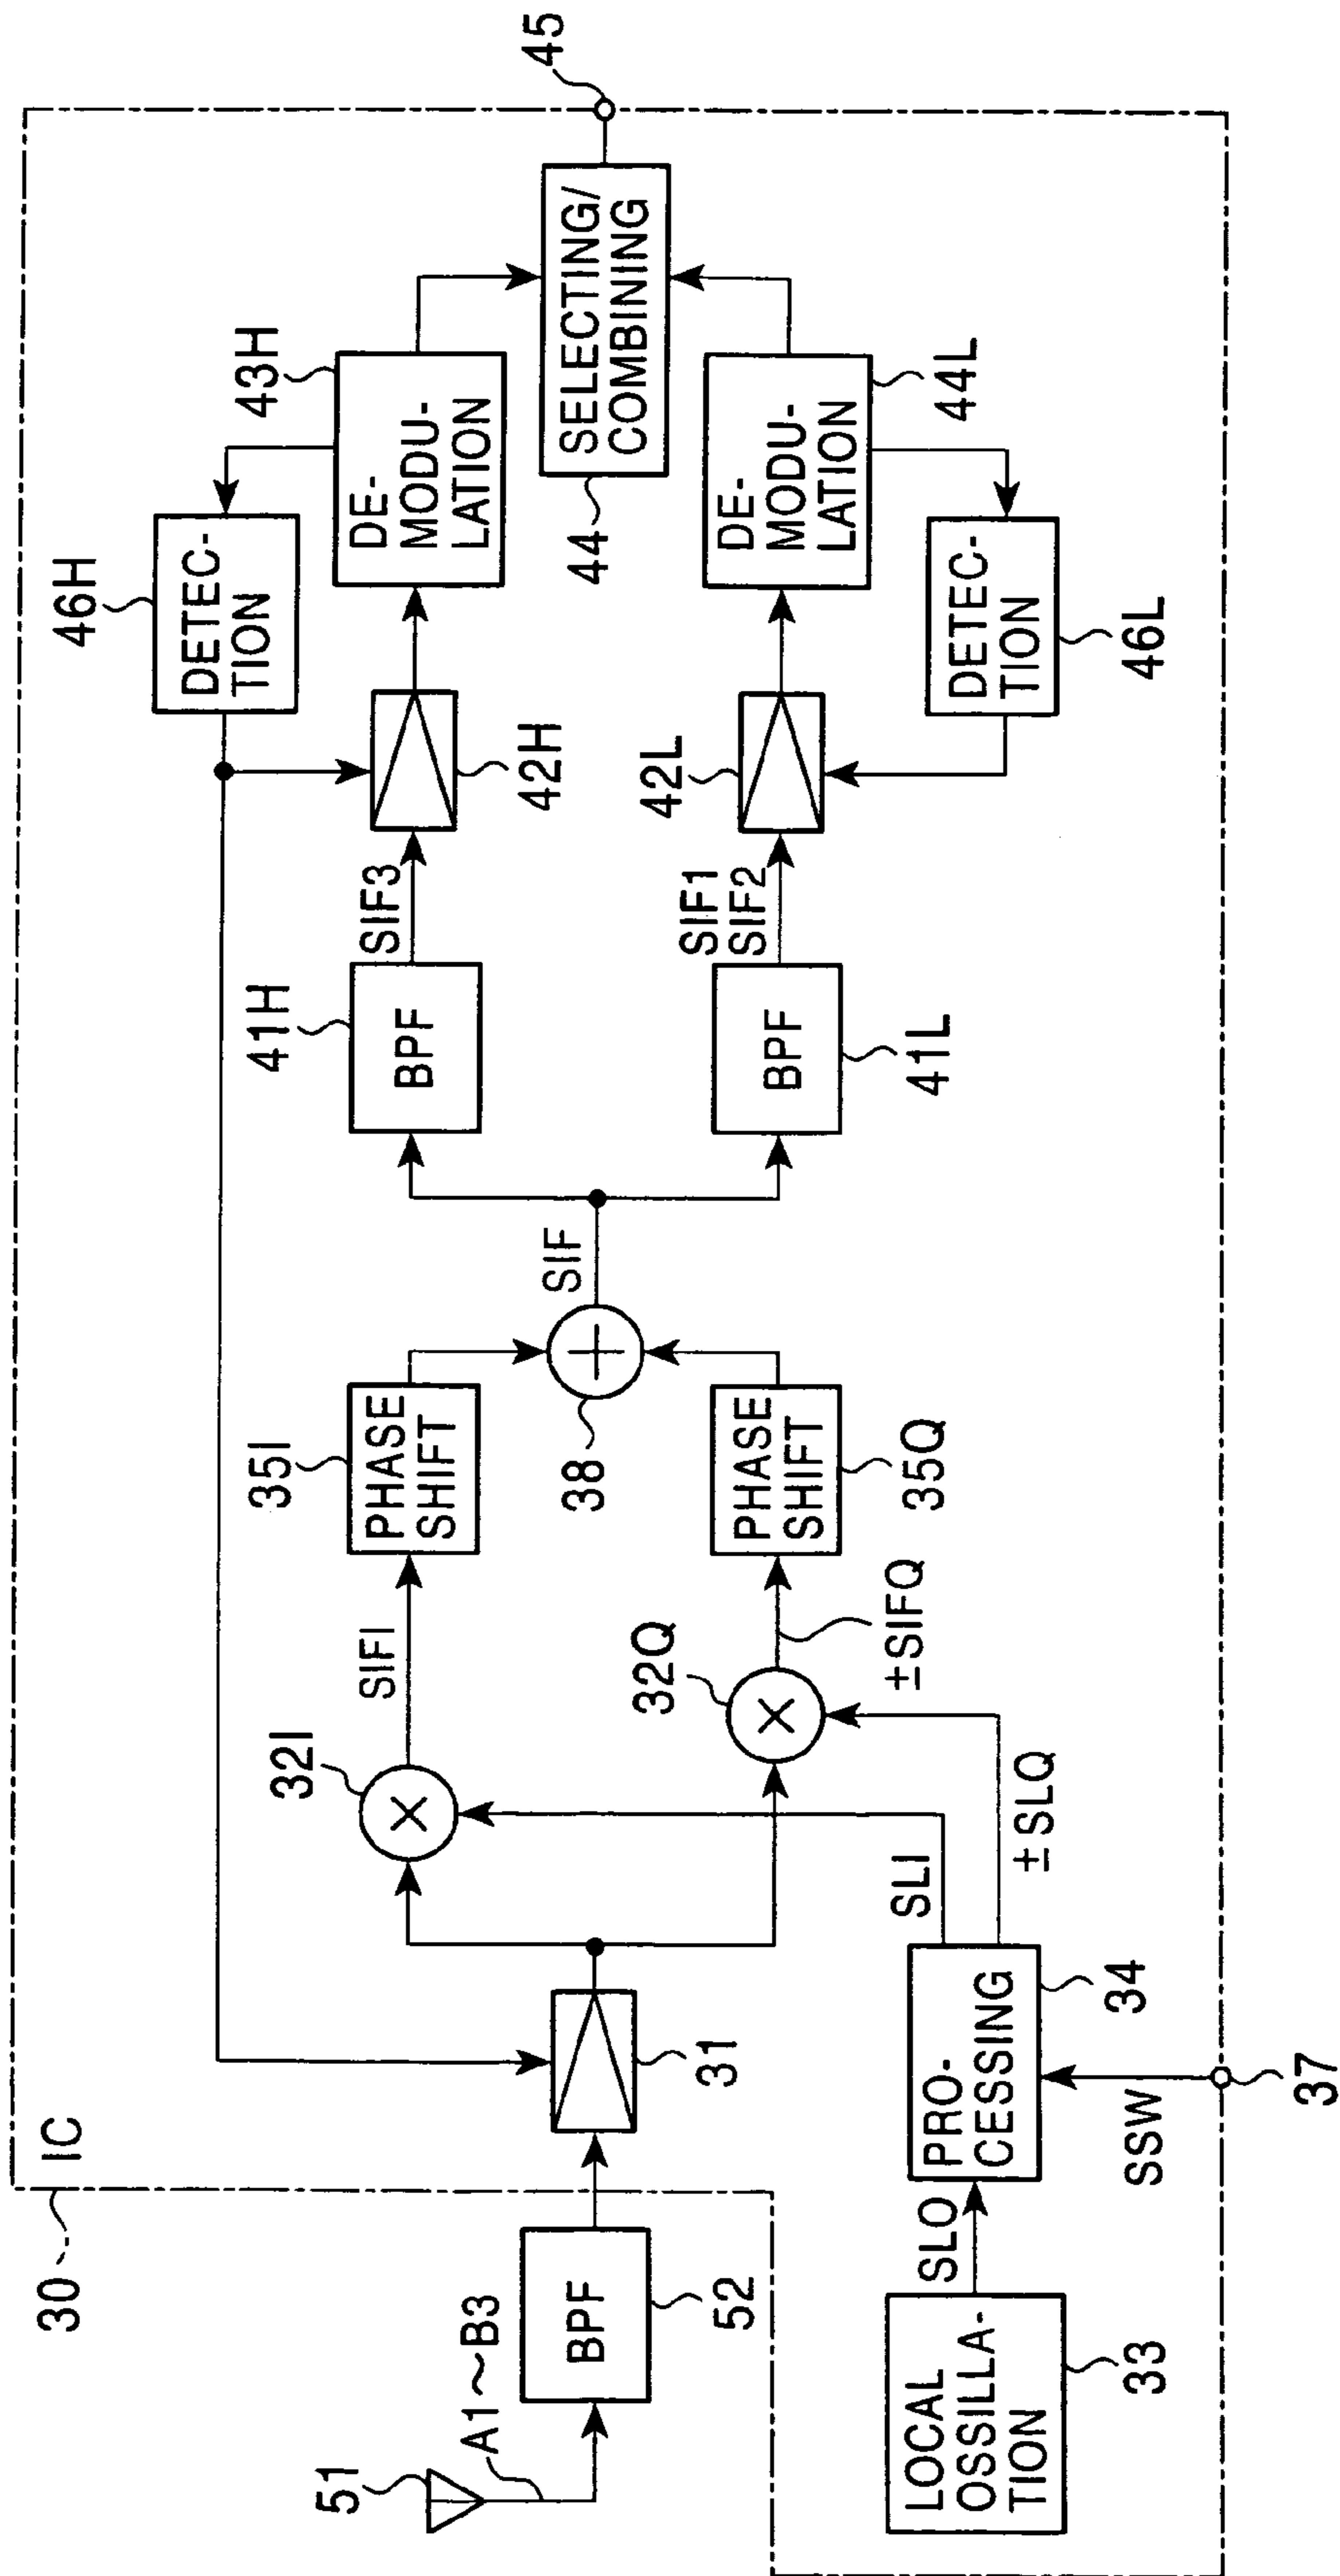 30
IC
51
A1～B3
BPF
52
31
LOCAL
OSSILLA-
TION
33
SLO
PRO-
CESSING
34
SSW
37
SLI
±SLQ
32I
32Q
SIFI
±SIFQ
35I
PHASE
SHIFT
PHASE
SHIFT
35Q
38
SIF
41H
BPF
BPF
41L
SIF3
SIF1
SIF2
42H
42L
46H
DETEC-
TION
DETEC-
TION
46L
43H
DE-
MODU-
LATION
DE-
MODU-
LATION
44L
44
SELECTING/
COMBINING
45